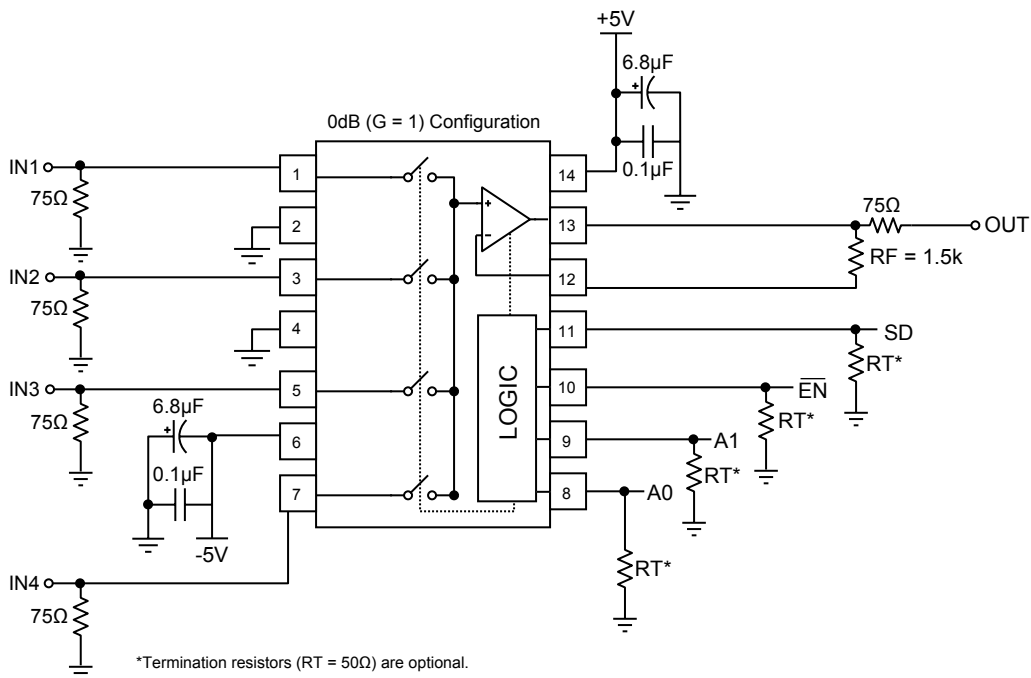 +5V
6.8µF
+
0dB (G = 1) Configuration
0.1µF
IN1
1
14
75Ω
2
13
75Ω
OUT
+
-
RF = 1.5k
IN2
3
12
75Ω
4
11
SD
RT*
LOGIC
10
EN
IN3
5
RT*
75Ω
6.8µF
+
6
9
A1
RT*
0.1µF
7
8
A0
-5V
RT*
IN4
75Ω
*Termination resistors (RT = 50Ω) are optional.